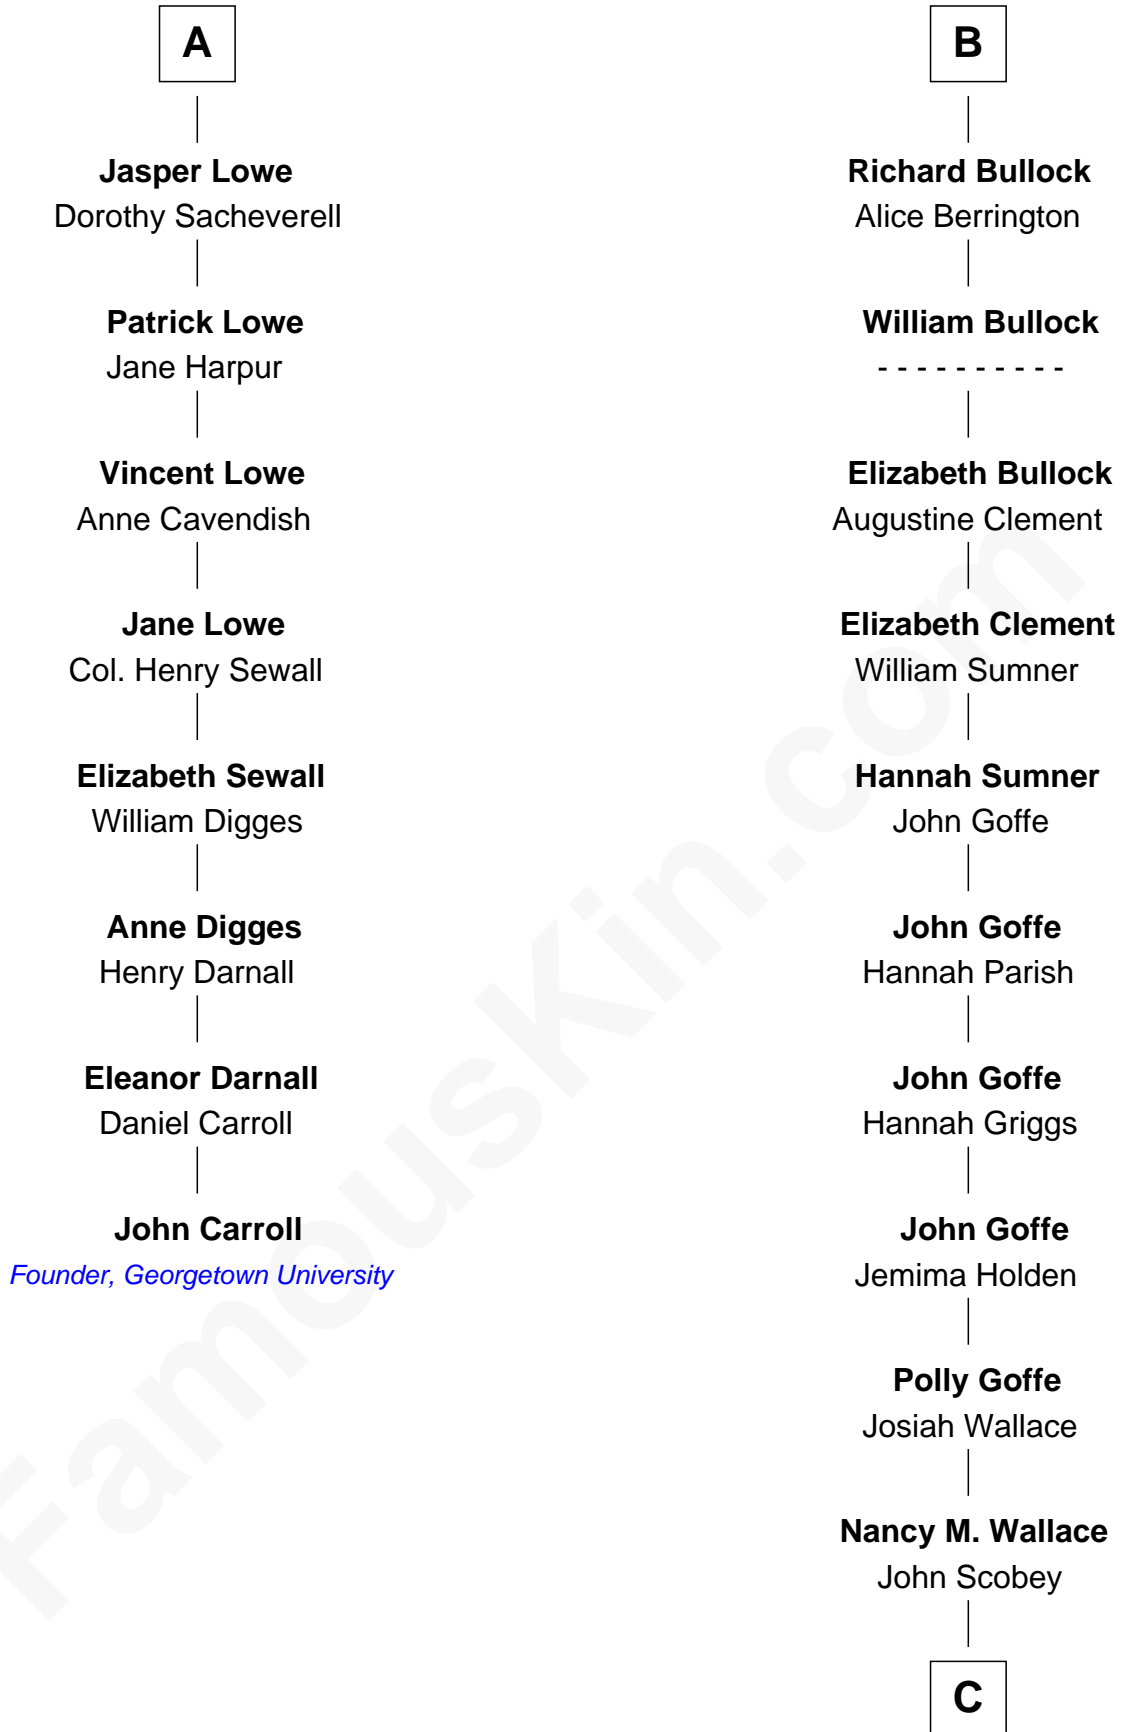 A
Jasper Lowe
Dorothy Sacheverell
Patrick Lowe
Jane Harpur
Vincent Lowe
Anne Cavendish
Jane Lowe
Col. Henry Sewall
Elizabeth Sewall
William Digges
Anne Digges
Henry Darnall
Eleanor Darnall
Daniel Carroll
John Carroll
Founder, Georgetown University
B
Richard Bullock
Alice Berrington
William Bullock
- - - - - - - - - -
Elizabeth Bullock
Augustine Clement
Elizabeth Clement
William Sumner
Hannah Sumner
John Goffe
John Goffe
Hannah Parish
John Goffe
Hannah Griggs
John Goffe
Jemima Holden
Polly Goffe
Josiah Wallace
Nancy M. Wallace
John Scobey
C
FamousKin.com